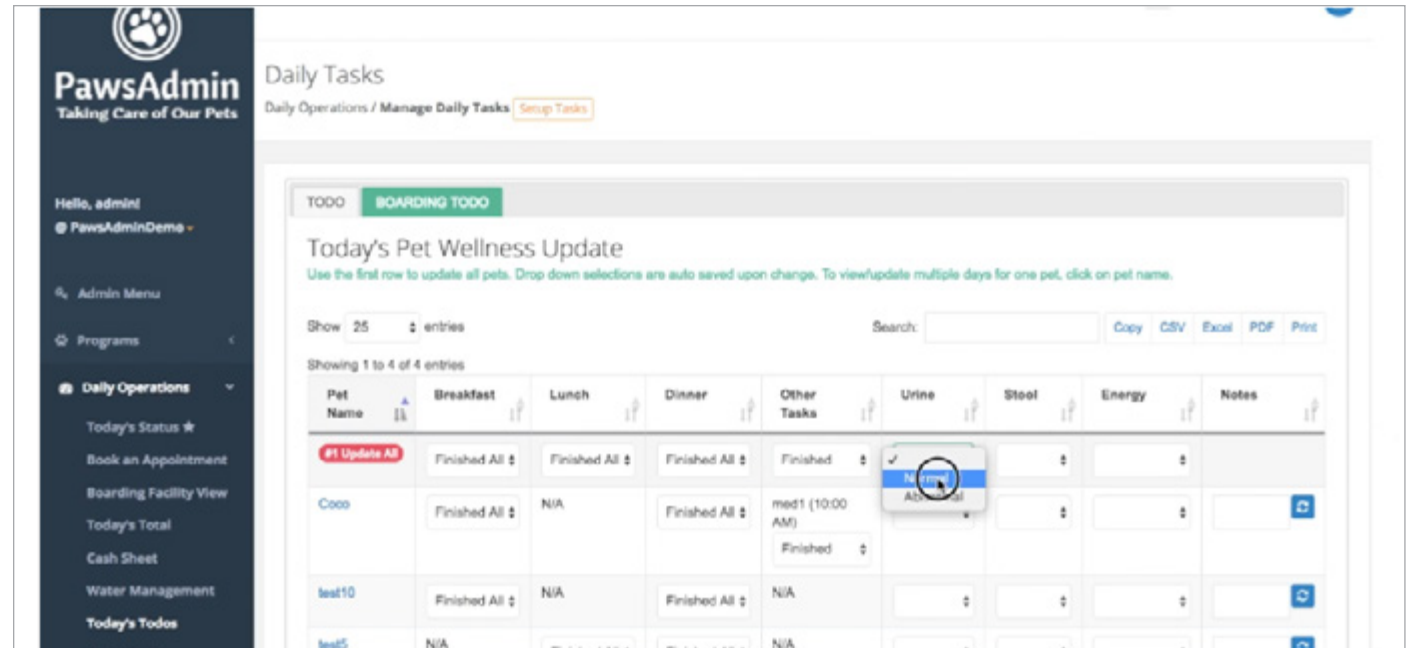 PawsAdmin
Taking Care of Our Pets
Hello, admin!
@ PawsAdminDemo
Admin Menu
Programs
Daily Operations
Today's Status ★
Book an Appointment
Boarding Facility View
Today's Total
Cash Sheet
Water Management
Today's Todos
Daily Tasks
Daily Operations / Manage Daily Tasks Setup Tasks
TODO BOARDING TODO
Today's Pet Wellness Update
Use the first row to update all pets. Drop down selections are auto saved upon change. To view/update multiple days for one pet, click on pet name.
Show 25 entries Search: Copy CSV Excel PDF Print
Showing 1 to 4 of 4 entries
Pet Name Breakfast Lunch Dinner Other Tasks Urine Stool Energy Notes
#1 Update All Finished All Finished All Finished All Finished ✓
Normal
Abnormal
Coco Finished All N/A Finished All med1 (10:00 AM)
Finished
test10 Finished All N/A Finished All N/A
test5 N/A N/A